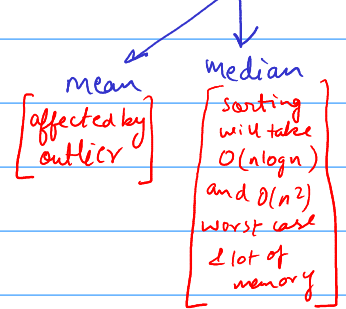 mean
affected by
outlier
median
sorting
will take
O(nlogn)
and O(n²)
worst case
& lot of
memory